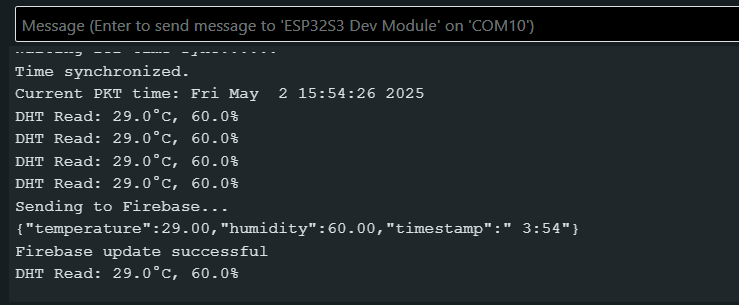 Message (Enter to send message to 'ESP32S3 Dev Module' on 'COM10')
Time synchronized.
Current PKT time: Fri May  2 15:54:26 2025
DHT Read: 29.0°C, 60.0%
DHT Read: 29.0°C, 60.0%
DHT Read: 29.0°C, 60.0%
DHT Read: 29.0°C, 60.0%
Sending to Firebase...
{"temperature":29.00,"humidity":60.00,"timestamp":" 3:54"}
Firebase update successful
DHT Read: 29.0°C, 60.0%